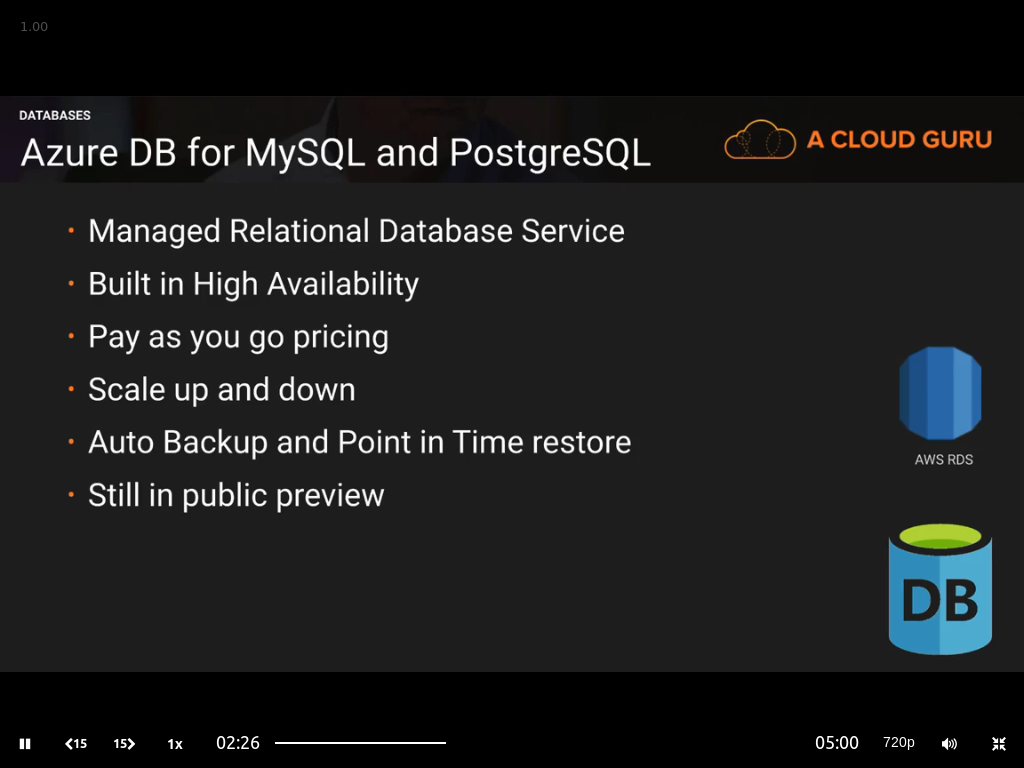 1.00
DATABASES
Azure DB for MySQL and PostgreSQL
A CLOUD GURU
• Managed Relational Database Service
• Built in High Availability
• Pay as you go pricing
• Scale up and down
• Auto Backup and Point in Time restore
• Still in public preview
AWS RDS
DB
15 15 1x 02:26 05:00 720p